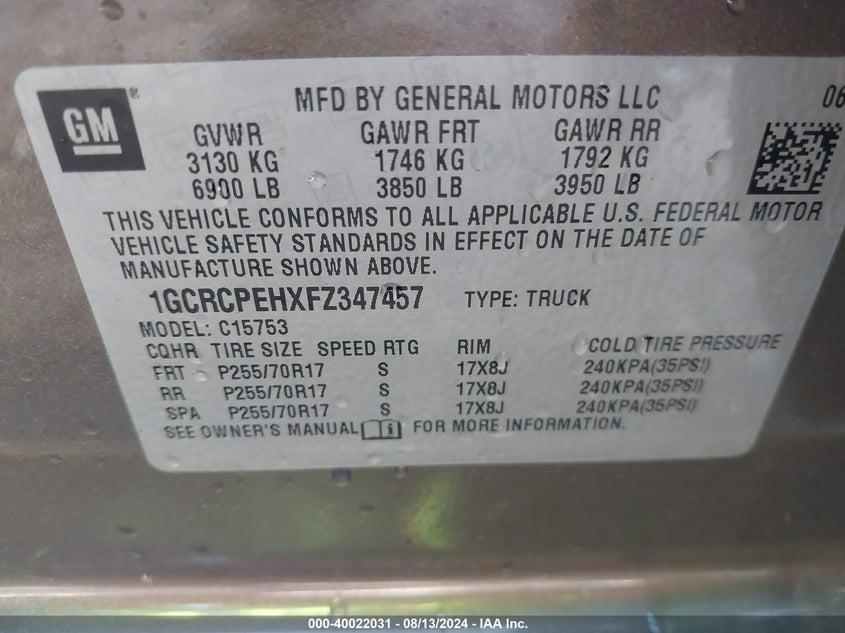 GM
MFD BY GENERAL MOTORS LLC
06
GVWR GAWR FRT GAWR RR
3130 KG 1746 KG 1792 KG
6900 LB 3850 LB 3950 LB
THIS VEHICLE CONFORMS TO ALL APPLICABLE U.S. FEDERAL MOTOR
VEHICLE SAFETY STANDARDS IN EFFECT ON THE DATE OF
MANUFACTURE SHOWN ABOVE.
1GCRCPEHXFZ347457 TYPE: TRUCK
MODEL: C15753
CQHR TIRE SIZE SPEED RTG RIM COLD TIRE PRESSURE
FRT P255/70R17 S 17X8J 240KPA(35PSI)
RR P255/70R17 S 17X8J 240KPA(35PSI)
SPA P255/70R17 S 17X8J 240KPA(35PSI)
SEE OWNER'S MANUAL FOR MORE INFORMATION.
000-40022031 - 08/13/2024 - IAA Inc.